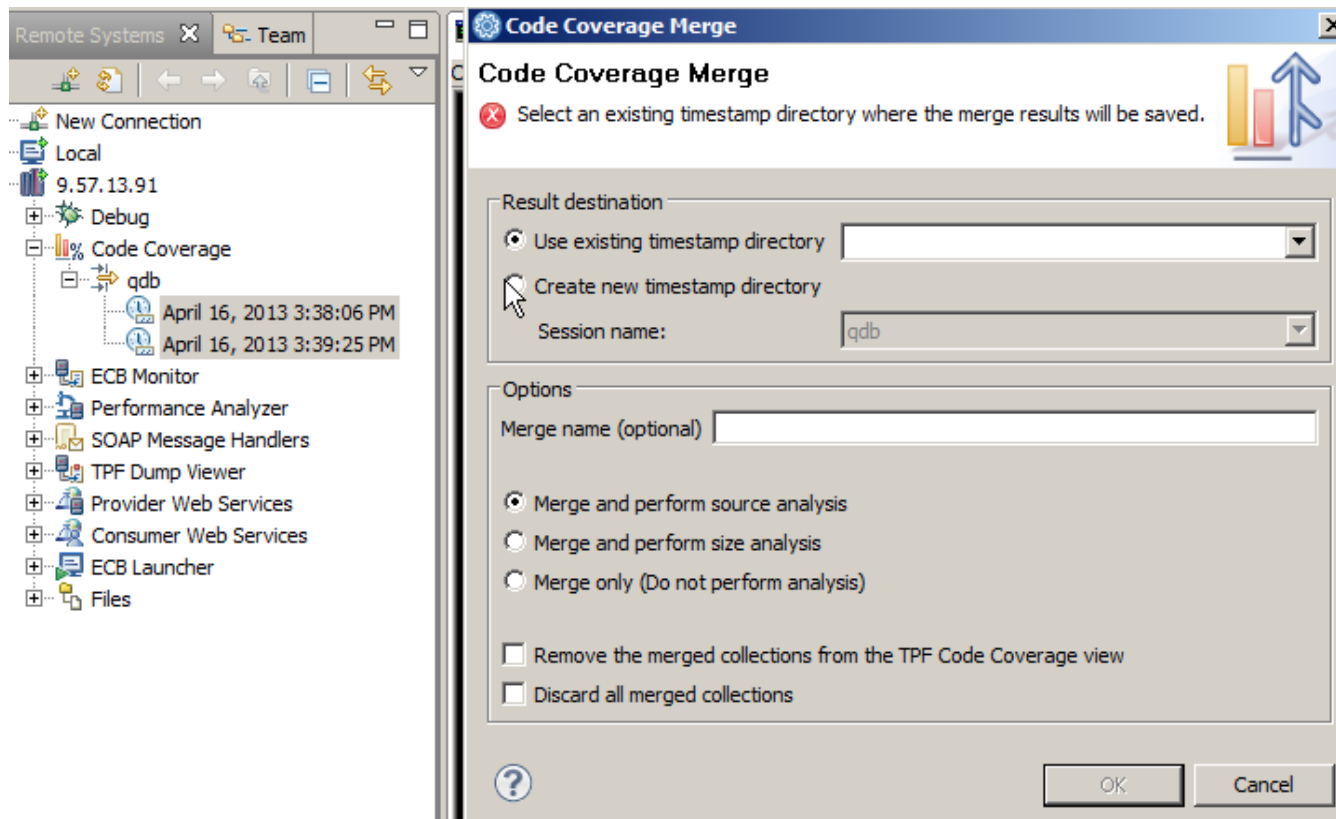 Remote Systems
Team
New Connection
Local
9.57.13.91
Debug
Code Coverage
qdb
April 16, 2013 3:38:06 PM
April 16, 2013 3:39:25 PM
ECB Monitor
Performance Analyzer
SOAP Message Handlers
TPF Dump Viewer
Provider Web Services
Consumer Web Services
ECB Launcher
Files
Code Coverage Merge
Code Coverage Merge
Select an existing timestamp directory where the merge results will be saved.
Result destination
Use existing timestamp directory
Create new timestamp directory
Session name:
qdb
Options
Merge name (optional)
Merge and perform source analysis
Merge and perform size analysis
Merge only (Do not perform analysis)
Remove the merged collections from the TPF Code Coverage view
Discard all merged collections
?
OK
Cancel